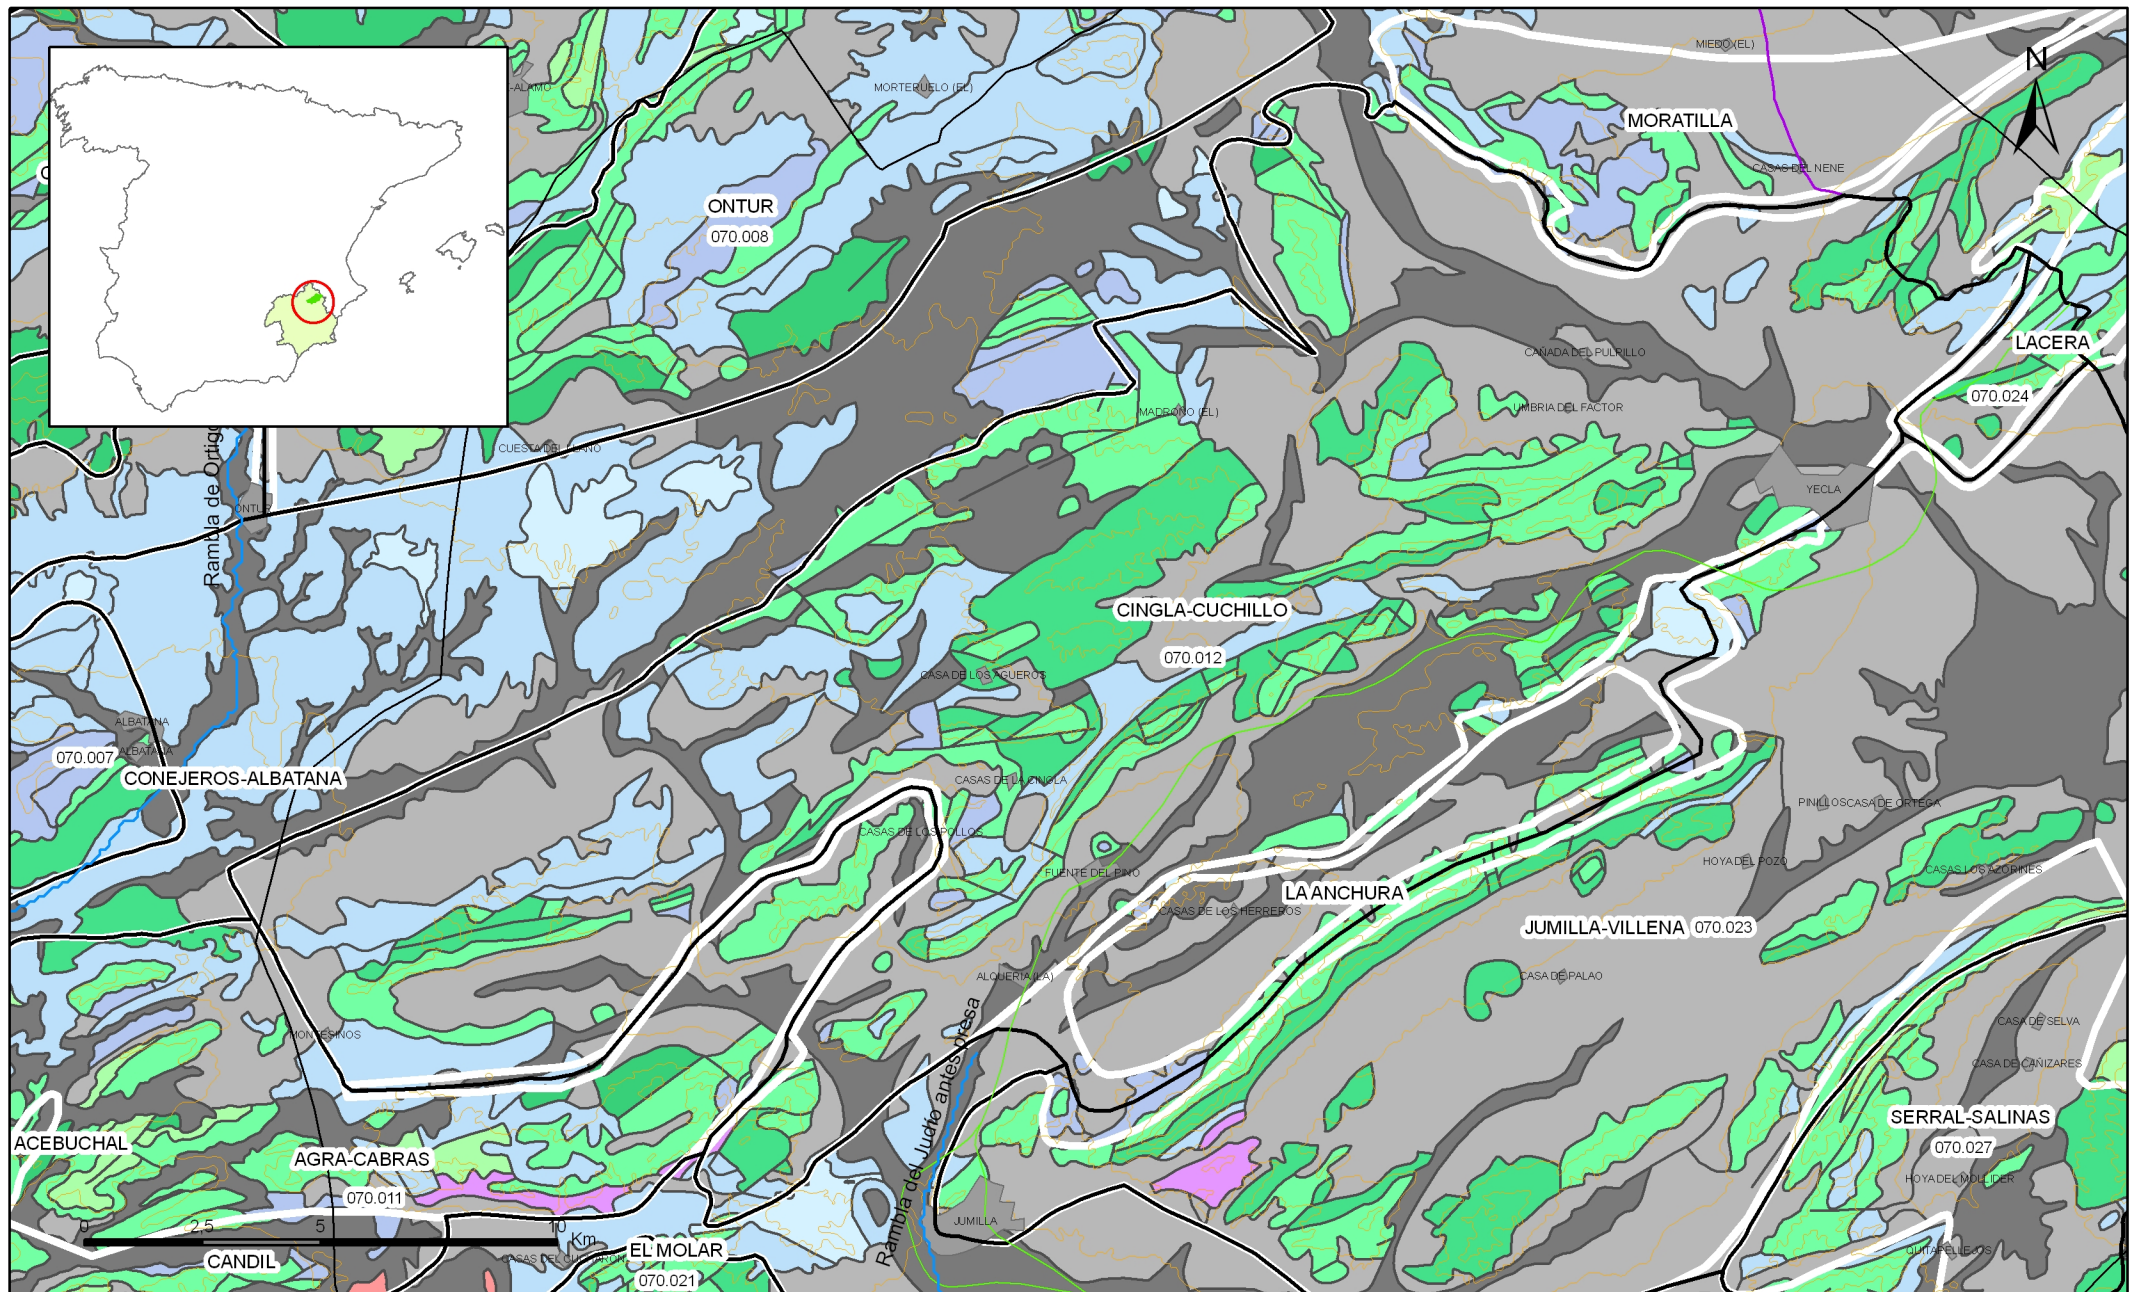 MIEDO (EL)
N
-ALAMO
MORTERUELO (EL)
MORATILLA
CASAS DEL NENE
ONTUR
070.008
LACERA
CAÑADA DEL PULRILLO
070.024
MADROÑO (EL)
UMBRIA DEL FACTOR
CUESTA DEL LLANO
YECLA
ONTUR
Rambla de Ortigo
CINGLA-CUCHILLO
070.012
CASA DE LOS AGUEROS
ALBATANA
ALBATANA
070.007
CONEJEROS-ALBATANA
CASAS DE LA CINGLA
PINILLOS
CASA DE ORTEGA
CASAS DE LOS POLLOS
FUENTE DEL PINO
HOYA DEL POZO
CASAS LOS AZORINES
LA ANCHURA
CASAS DE LOS HERREROS
JUMILLA-VILLENA 070.023
ALQUERIA (LA)
CASA DE PALAO
Rambla del Judío antes presa
MONTESINOS
CASA DE SELVA
CASA DE CAÑIZARES
ACEBUCHAL
AGRA-CABRAS
070.011
SERRAL-SALINAS
070.027
HOYA DEL MOLLIDER
JUMILLA
0 2,5 5 10
Km
CANDIL
EL MOLAR
070.021
QUITAPELLEJOS